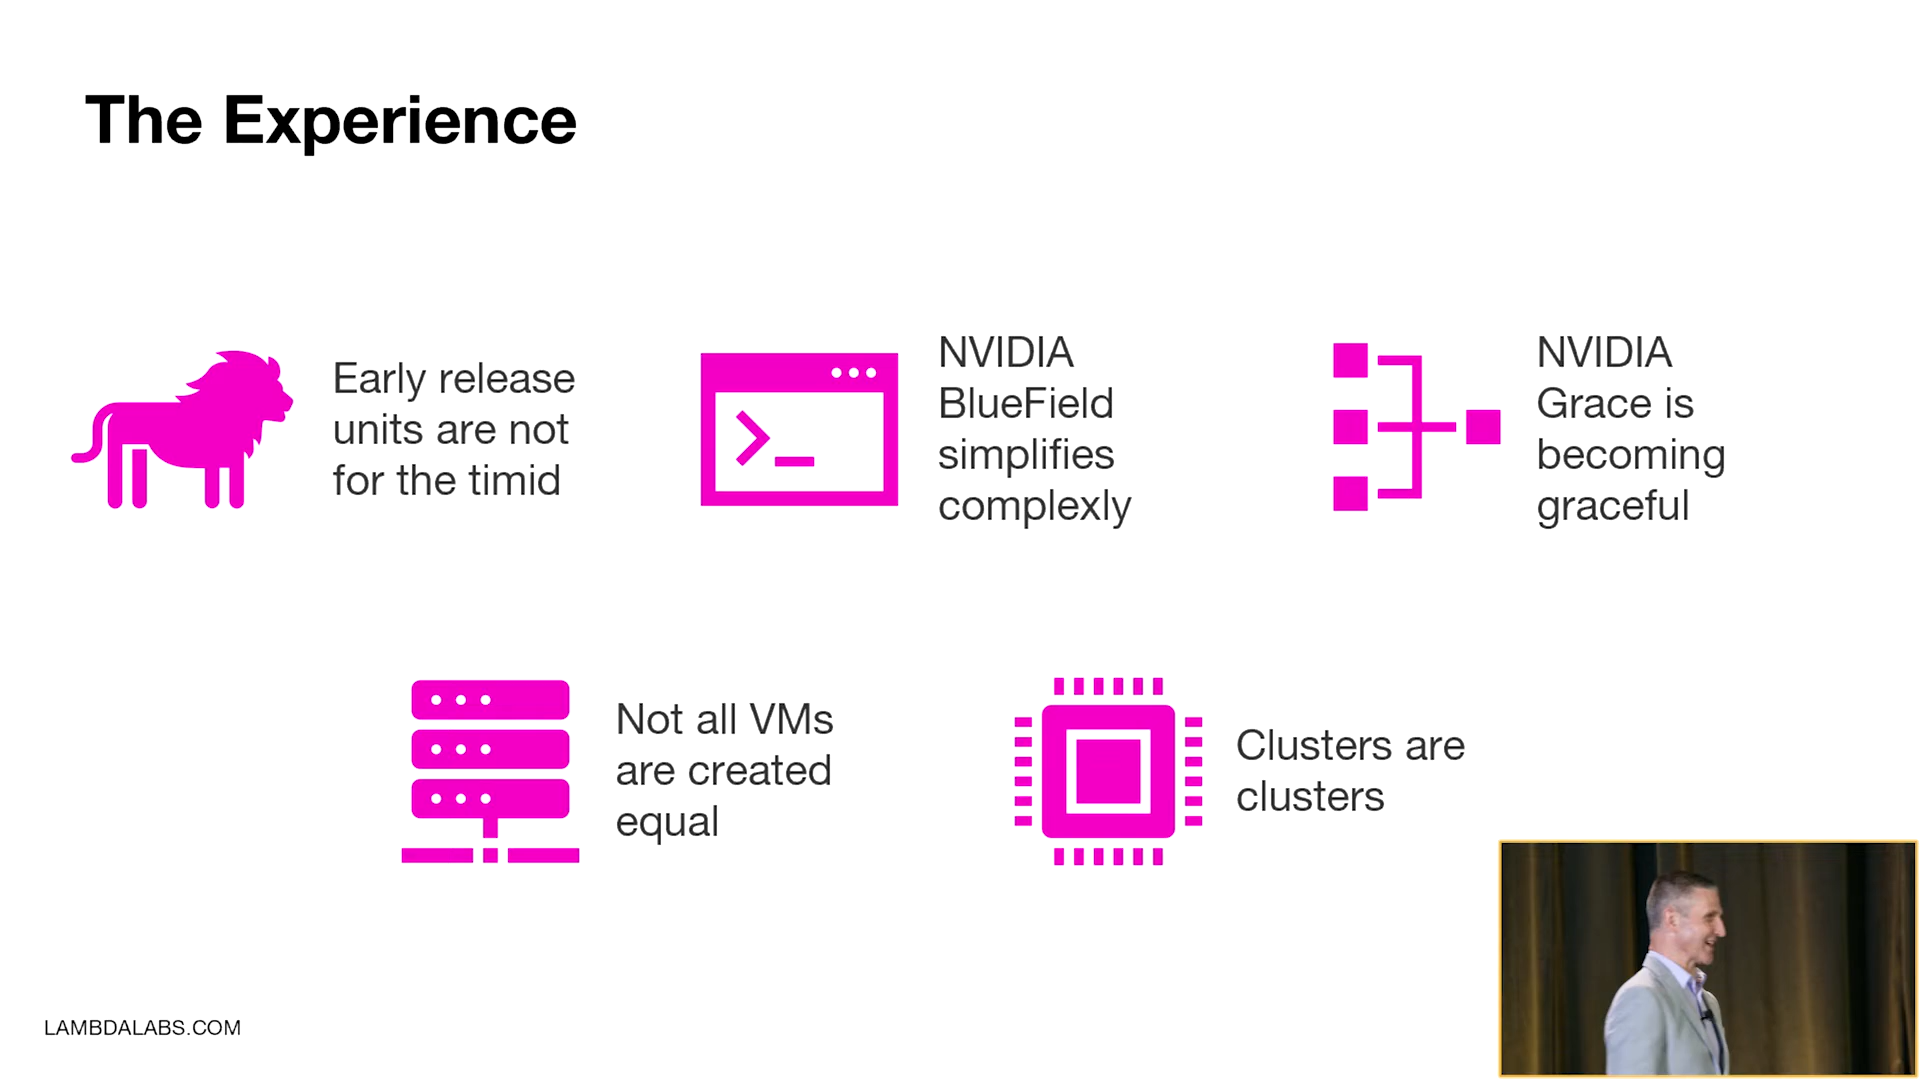 The Experience
Early release
units are not
for the timid
NVIDIA
BlueField
simplifies
complexly
NVIDIA
Grace is
becoming
graceful
Not all VMs
are created
equal
Clusters are
clusters
LAMBDALABS.COM